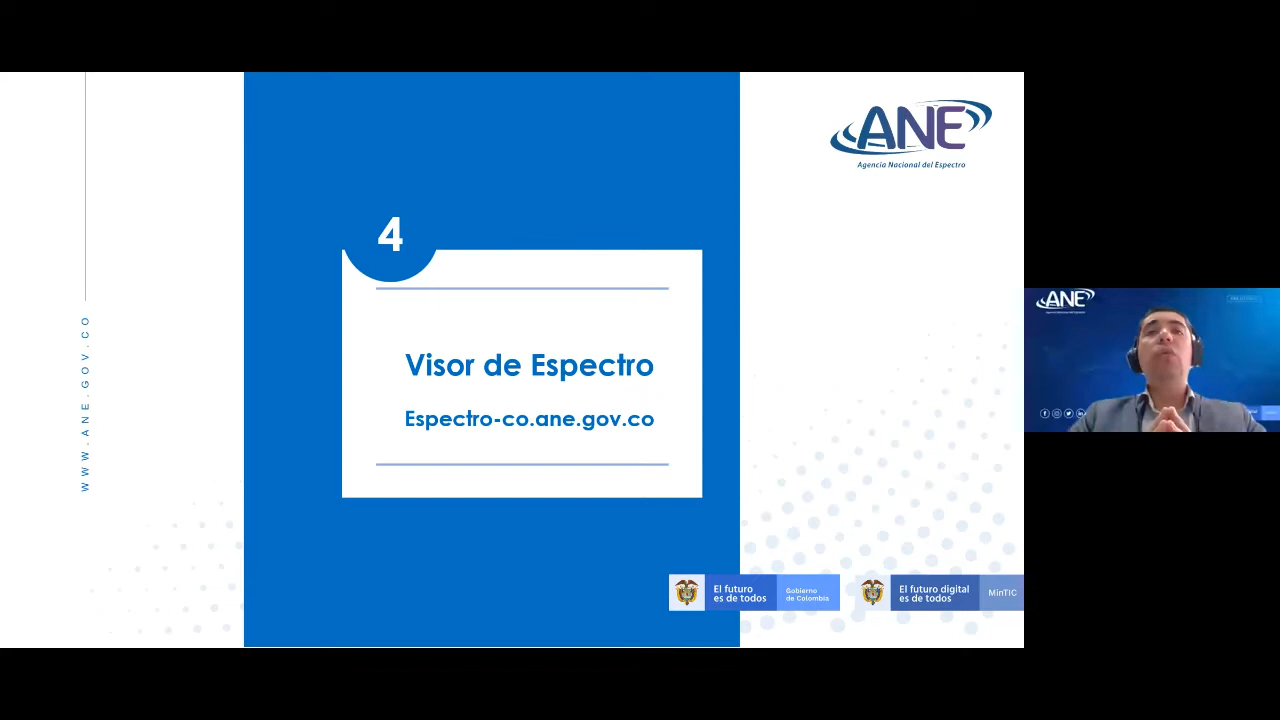 WWW.ANE.GOV.CO
4
Visor de Espectro
Espectro-co.ane.gov.co
ANE
Agencia Nacional del Espectro
El futuro
es de todos
Gobierno
de Colombia
El futuro digital
es de todos
MinTIC
ANE